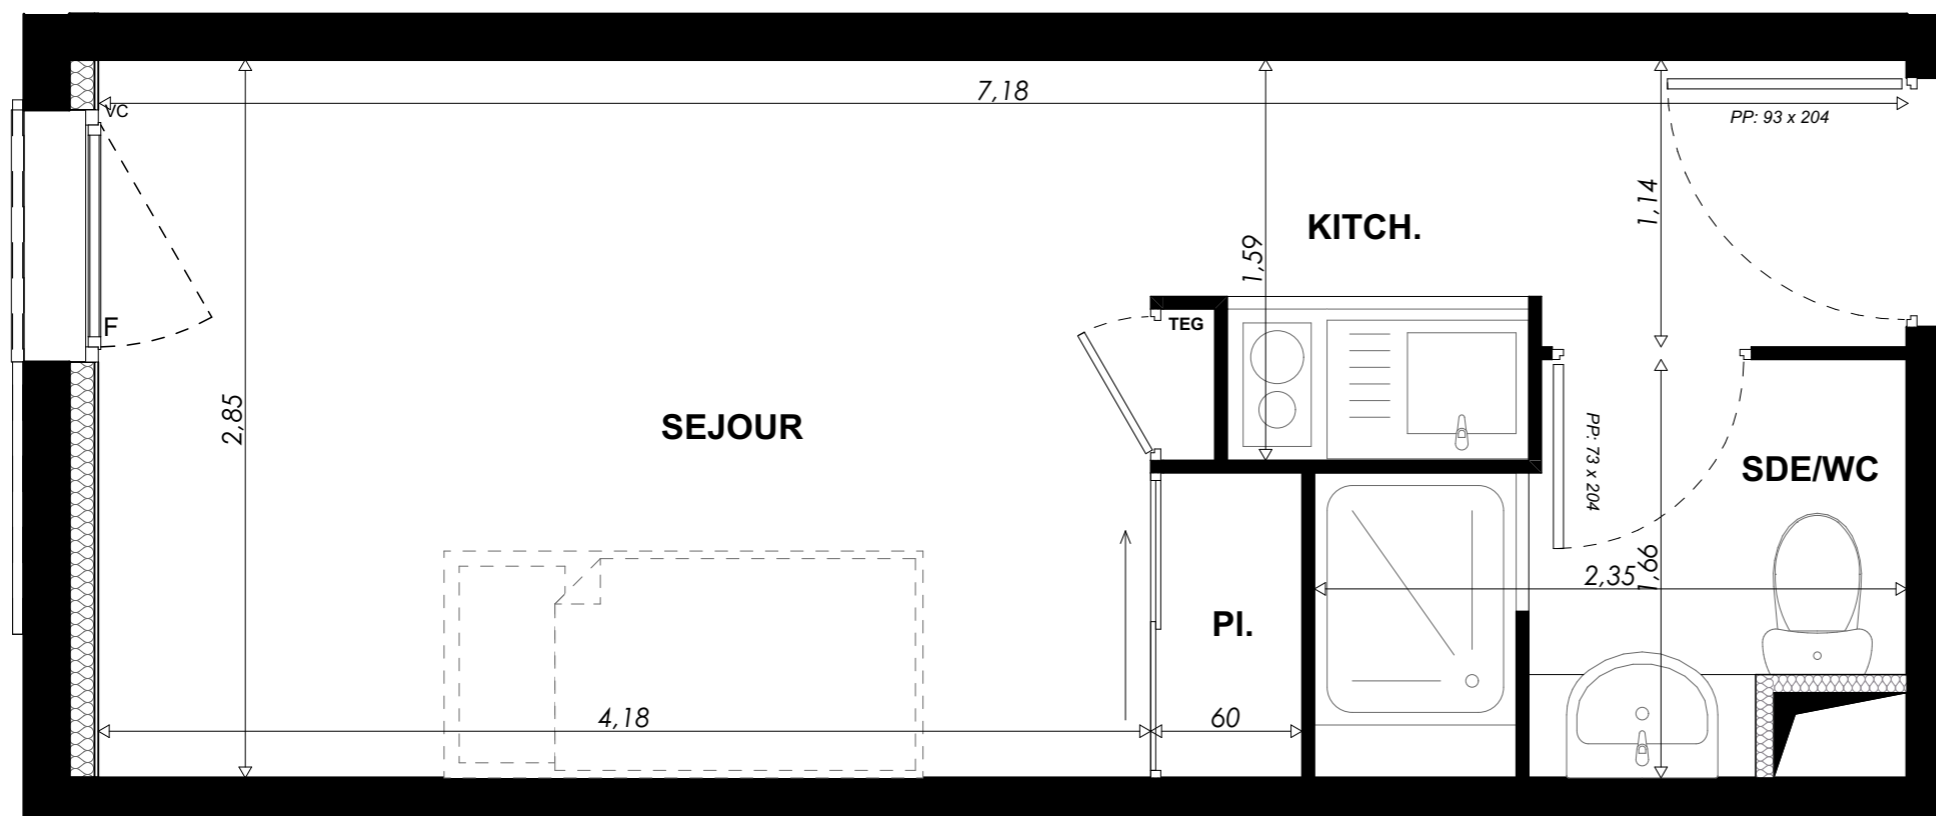 7,18
VC
PP: 93 x 204
1,14
KITCH.
1,59
F
TEG
2,85
SEJOUR
PP: 73 x 204
SDE/WC
2,35
1,66
Pl.
4,18
60